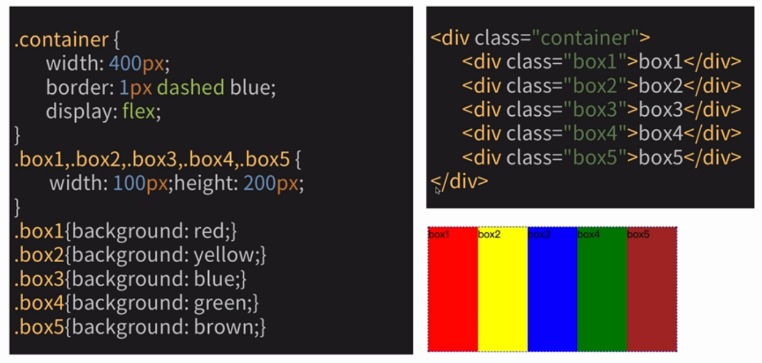 .container {
width: 400px;
border: 1px dashed blue;
display: flex;
}
.box1,.box2,.box3,.box4,.box5 {
width: 100px;height: 200px;
}
.box1{background: red;}
.box2{background: yellow;}
.box3{background: blue;}
.box4{background: green;}
.box5{background: brown;}
<div class="container">
<div class="box1">box1</div>
<div class="box2">box2</div>
<div class="box3">box3</div>
<div class="box4">box4</div>
<div class="box5">box5</div>
</div>
box1 box2 box3 box4 box5